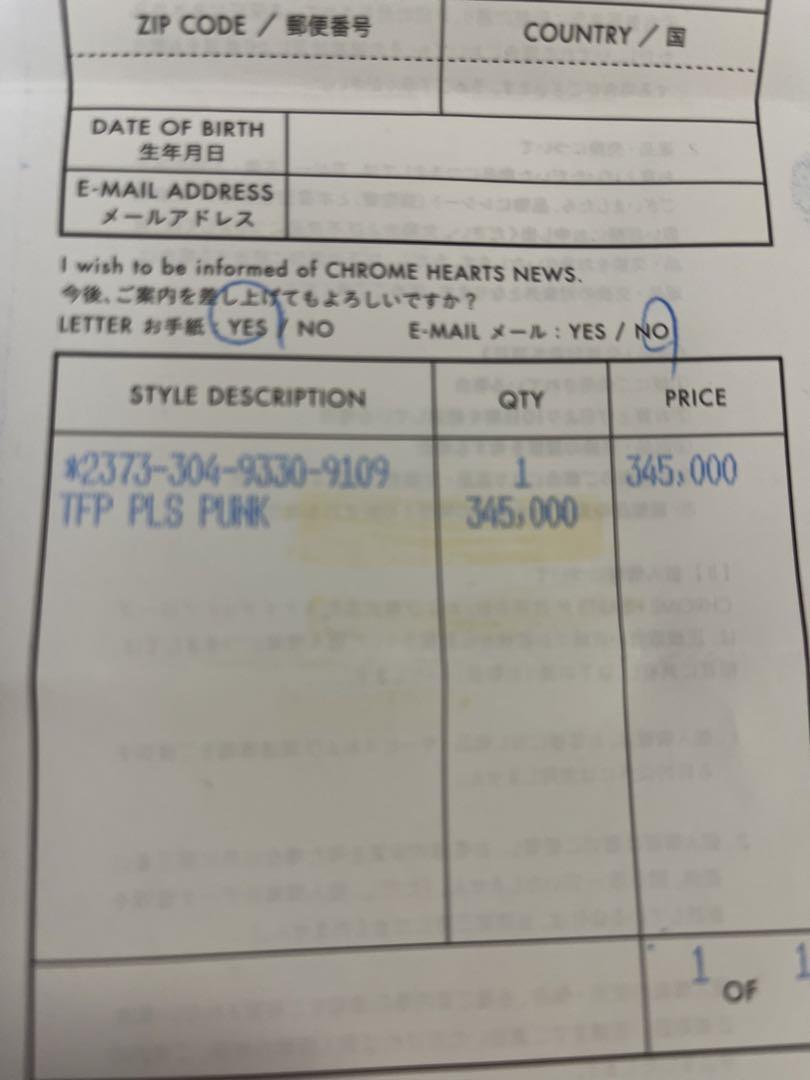 ZIP CODE / 郵便番号 COUNTRY / 国
DATE OF BIRTH
生年月日
E-MAIL ADDRESS
メールアドレス
I wish to be informed of CHROME HEARTS NEWS.
今後、ご案内を差し上げてもよろしいですか?
LETTER お手紙 : YES / NO E-MAIL メール : YES / NO
STYLE DESCRIPTION QTY PRICE
*2373-304-9330-9109 1 345,000
TFP PLS PUNK 345,000
1 OF 1